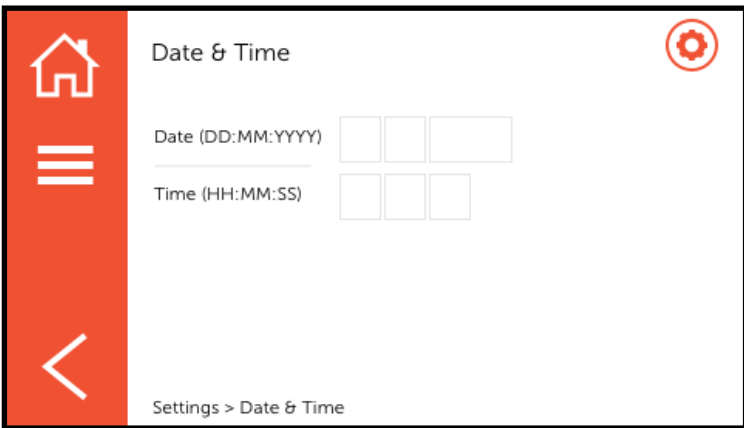 Date & Time
Date (DD:MM:YYYY)
Time (HH:MM:SS)
Settings > Date & Time